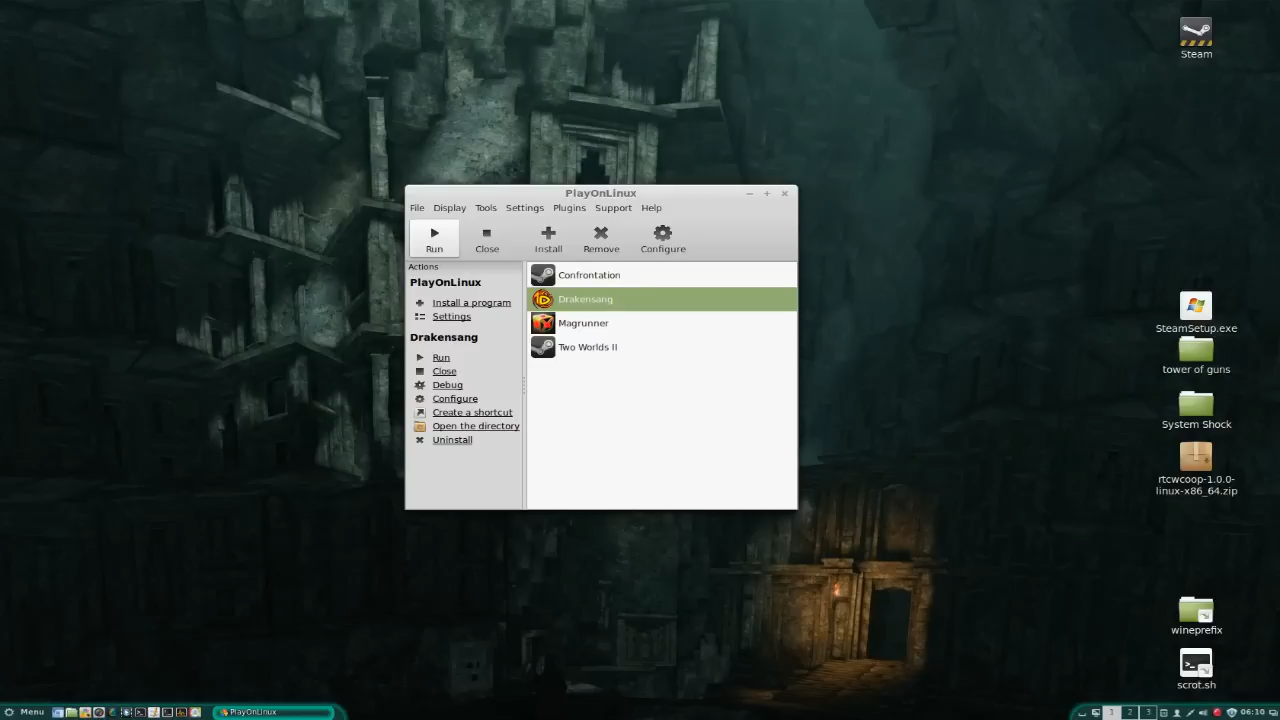 Steam
PlayOnLinux
File Display Tools Settings Plugins Support Help
Run Close Install Remove Configure
Actions
PlayOnLinux
Install a program
Settings
Drakensang
Run
Close
Debug
Configure
Create a shortcut
Open the directory
Uninstall
Confrontation
Drakensang
Magrunner
Two Worlds II
SteamSetup.exe
tower of guns
System Shock
rtcwcoop-1.0.0-
linux-x86_64.zip
wineprefix
scrot.sh
Menu PlayOnLinux 1 2 3 06:10